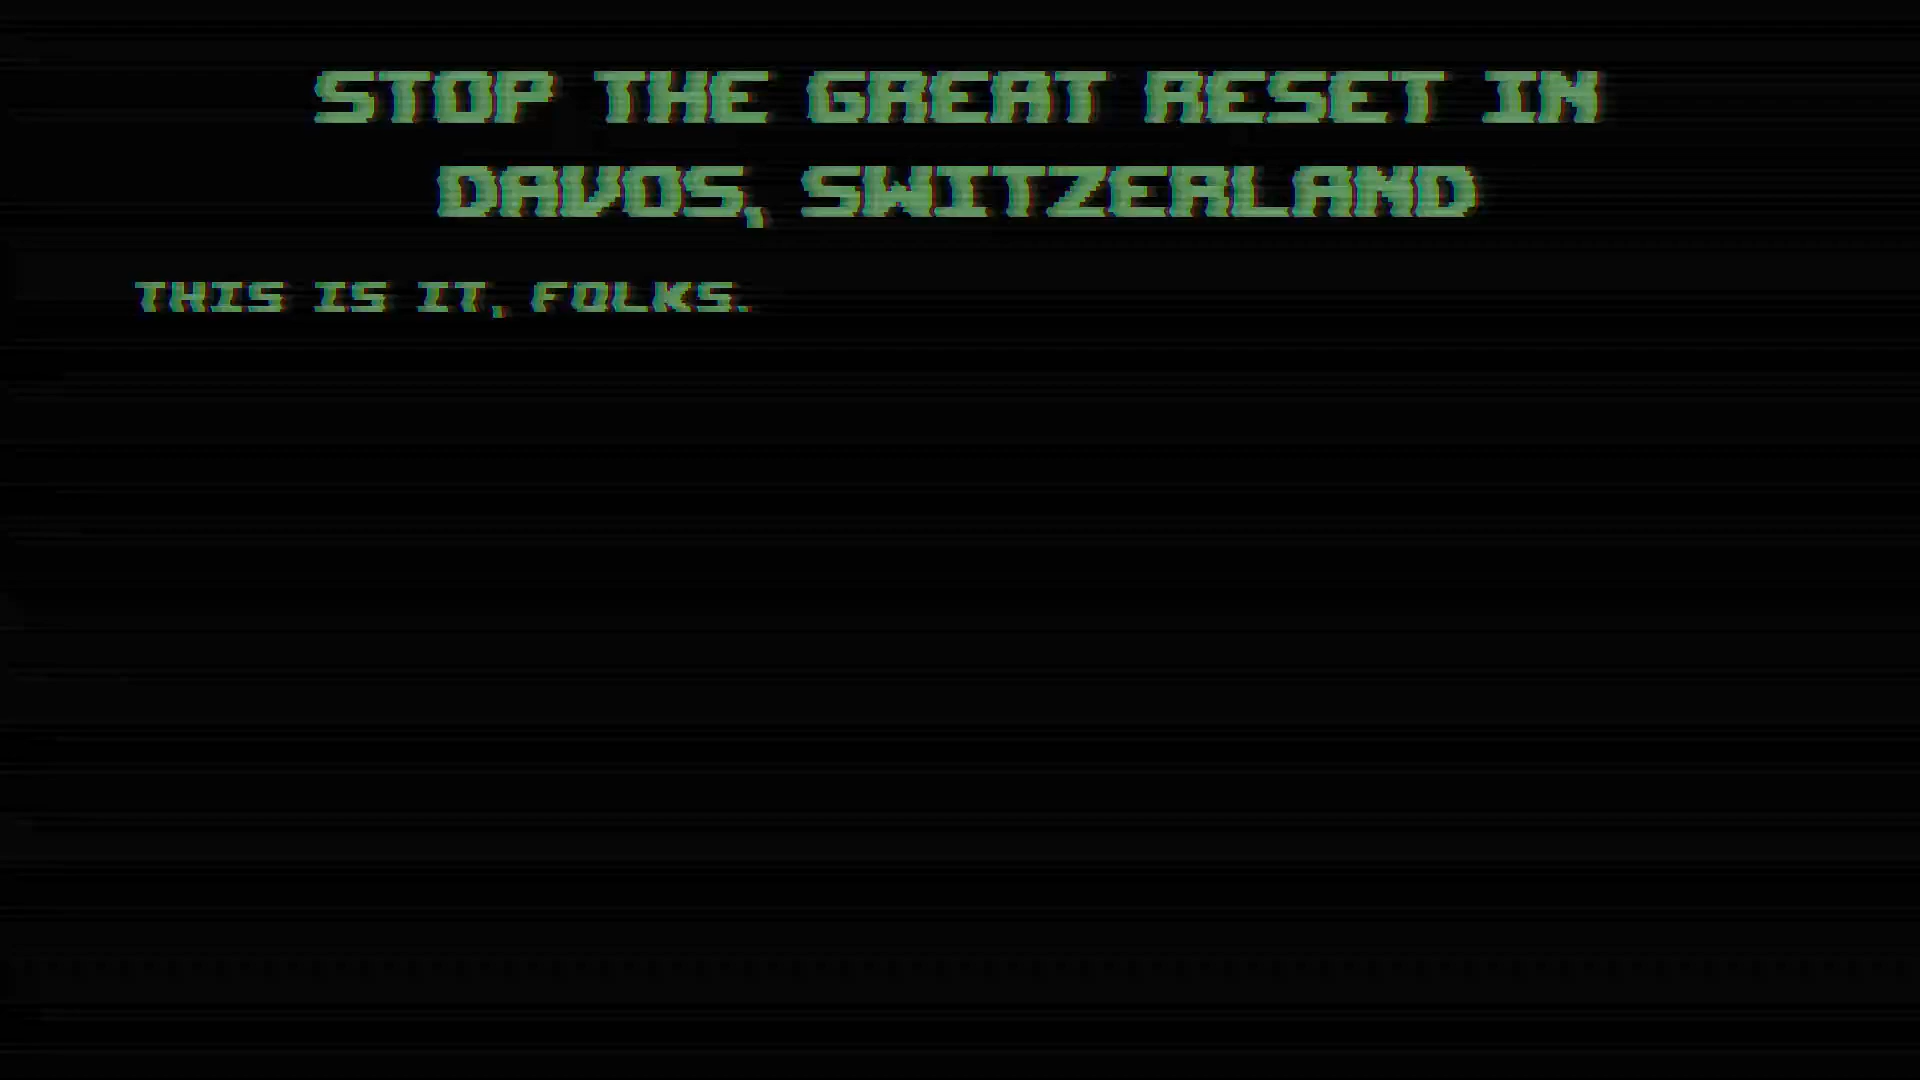 STOP THE GREAT RESET IN
DAVOS, SWITZERLAND
THIS IS IT, FOLKS.